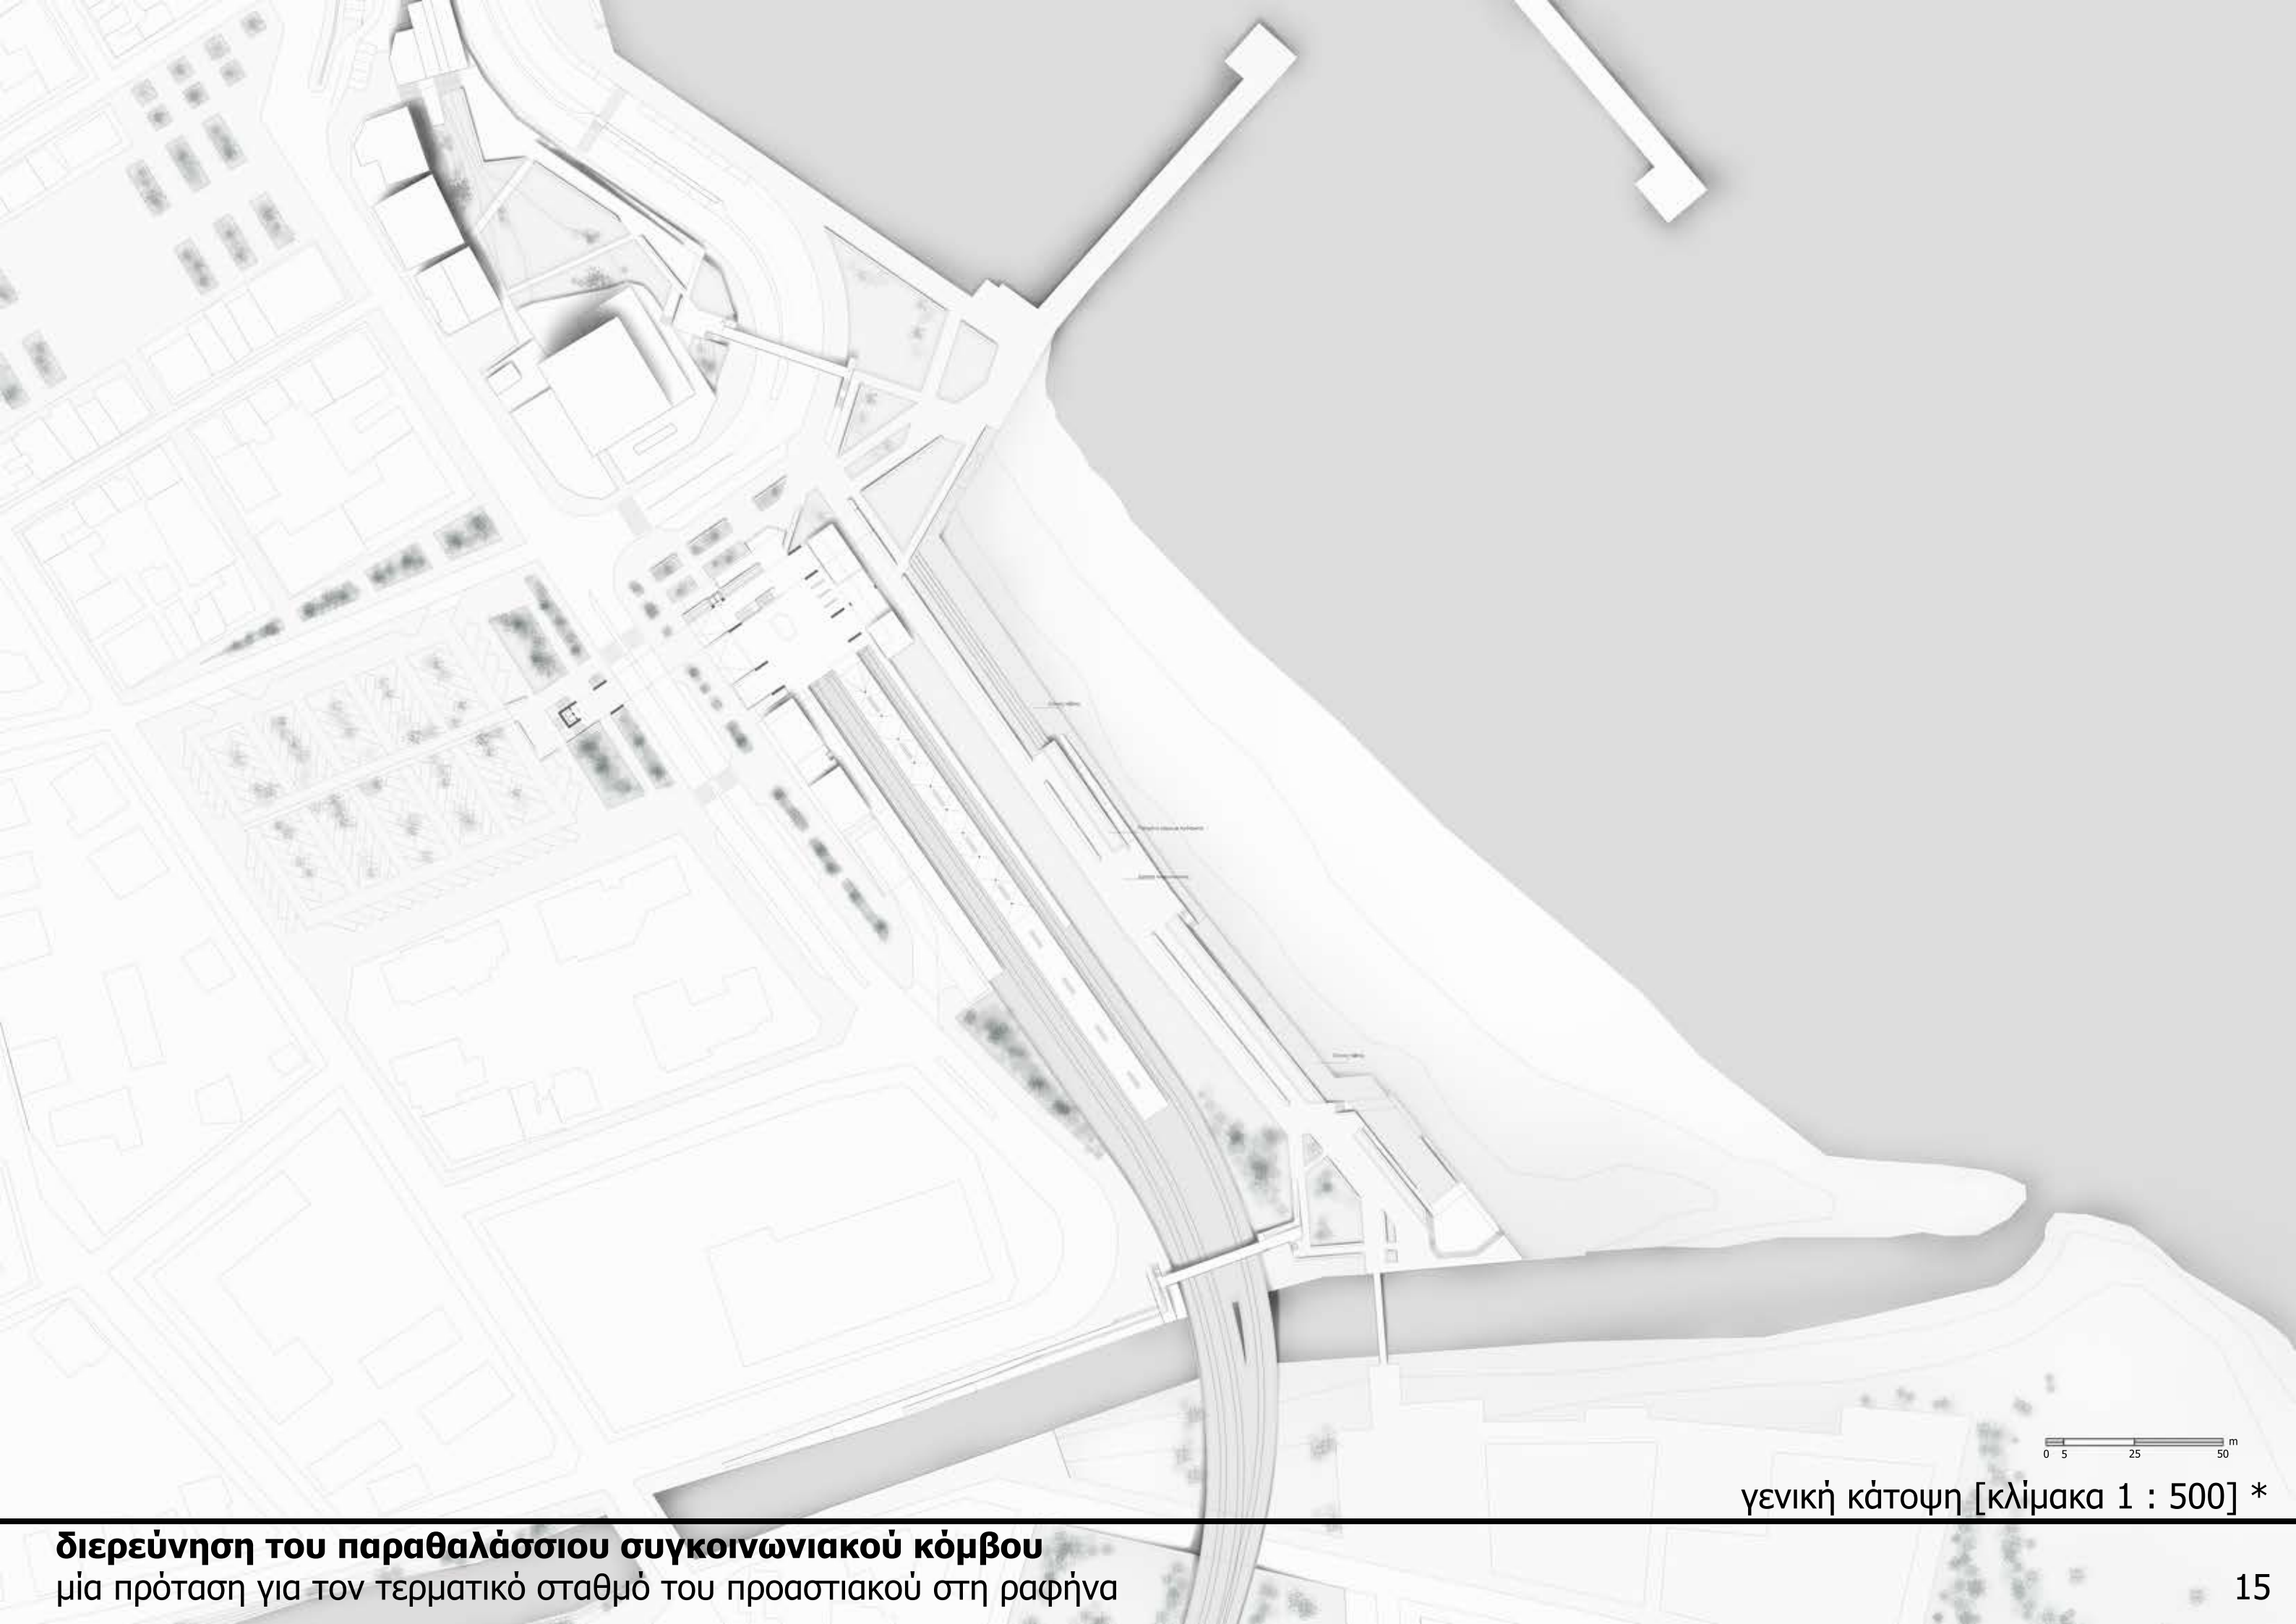 m
0 5 25 50
γενική κάτοψη [κλίμακα 1 : 500] *
διερεύνηση του παραθαλάσσιου συγκοινωνιακού κόμβου
μία πρόταση για τον τερματικό σταθμό του προαστιακού στη ραφήνα
15